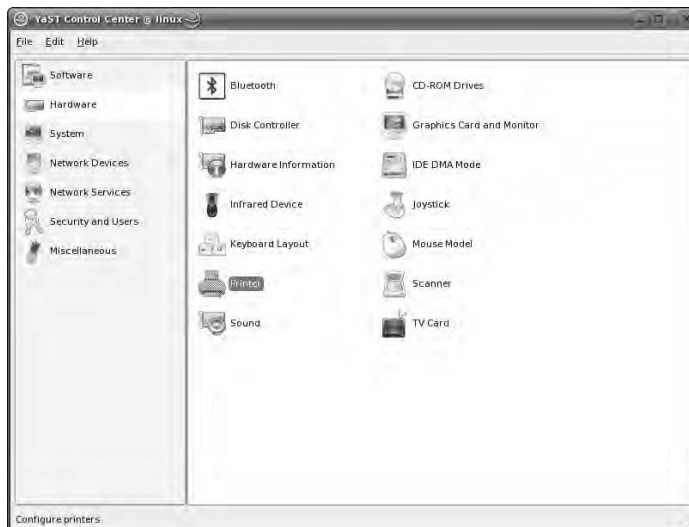 YaST Control Center @ linux
File Edit Help
Software
Hardware
System
Network Devices
Network Services
Security and Users
Miscellaneous
Bluetooth
CD-ROM Drives
Disk Controller
Graphics Card and Monitor
Hardware Information
IDE DMA Mode
Infrared Device
Joystick
Keyboard Layout
Mouse Model
Printer
Scanner
Sound
TV Card
Configure printers